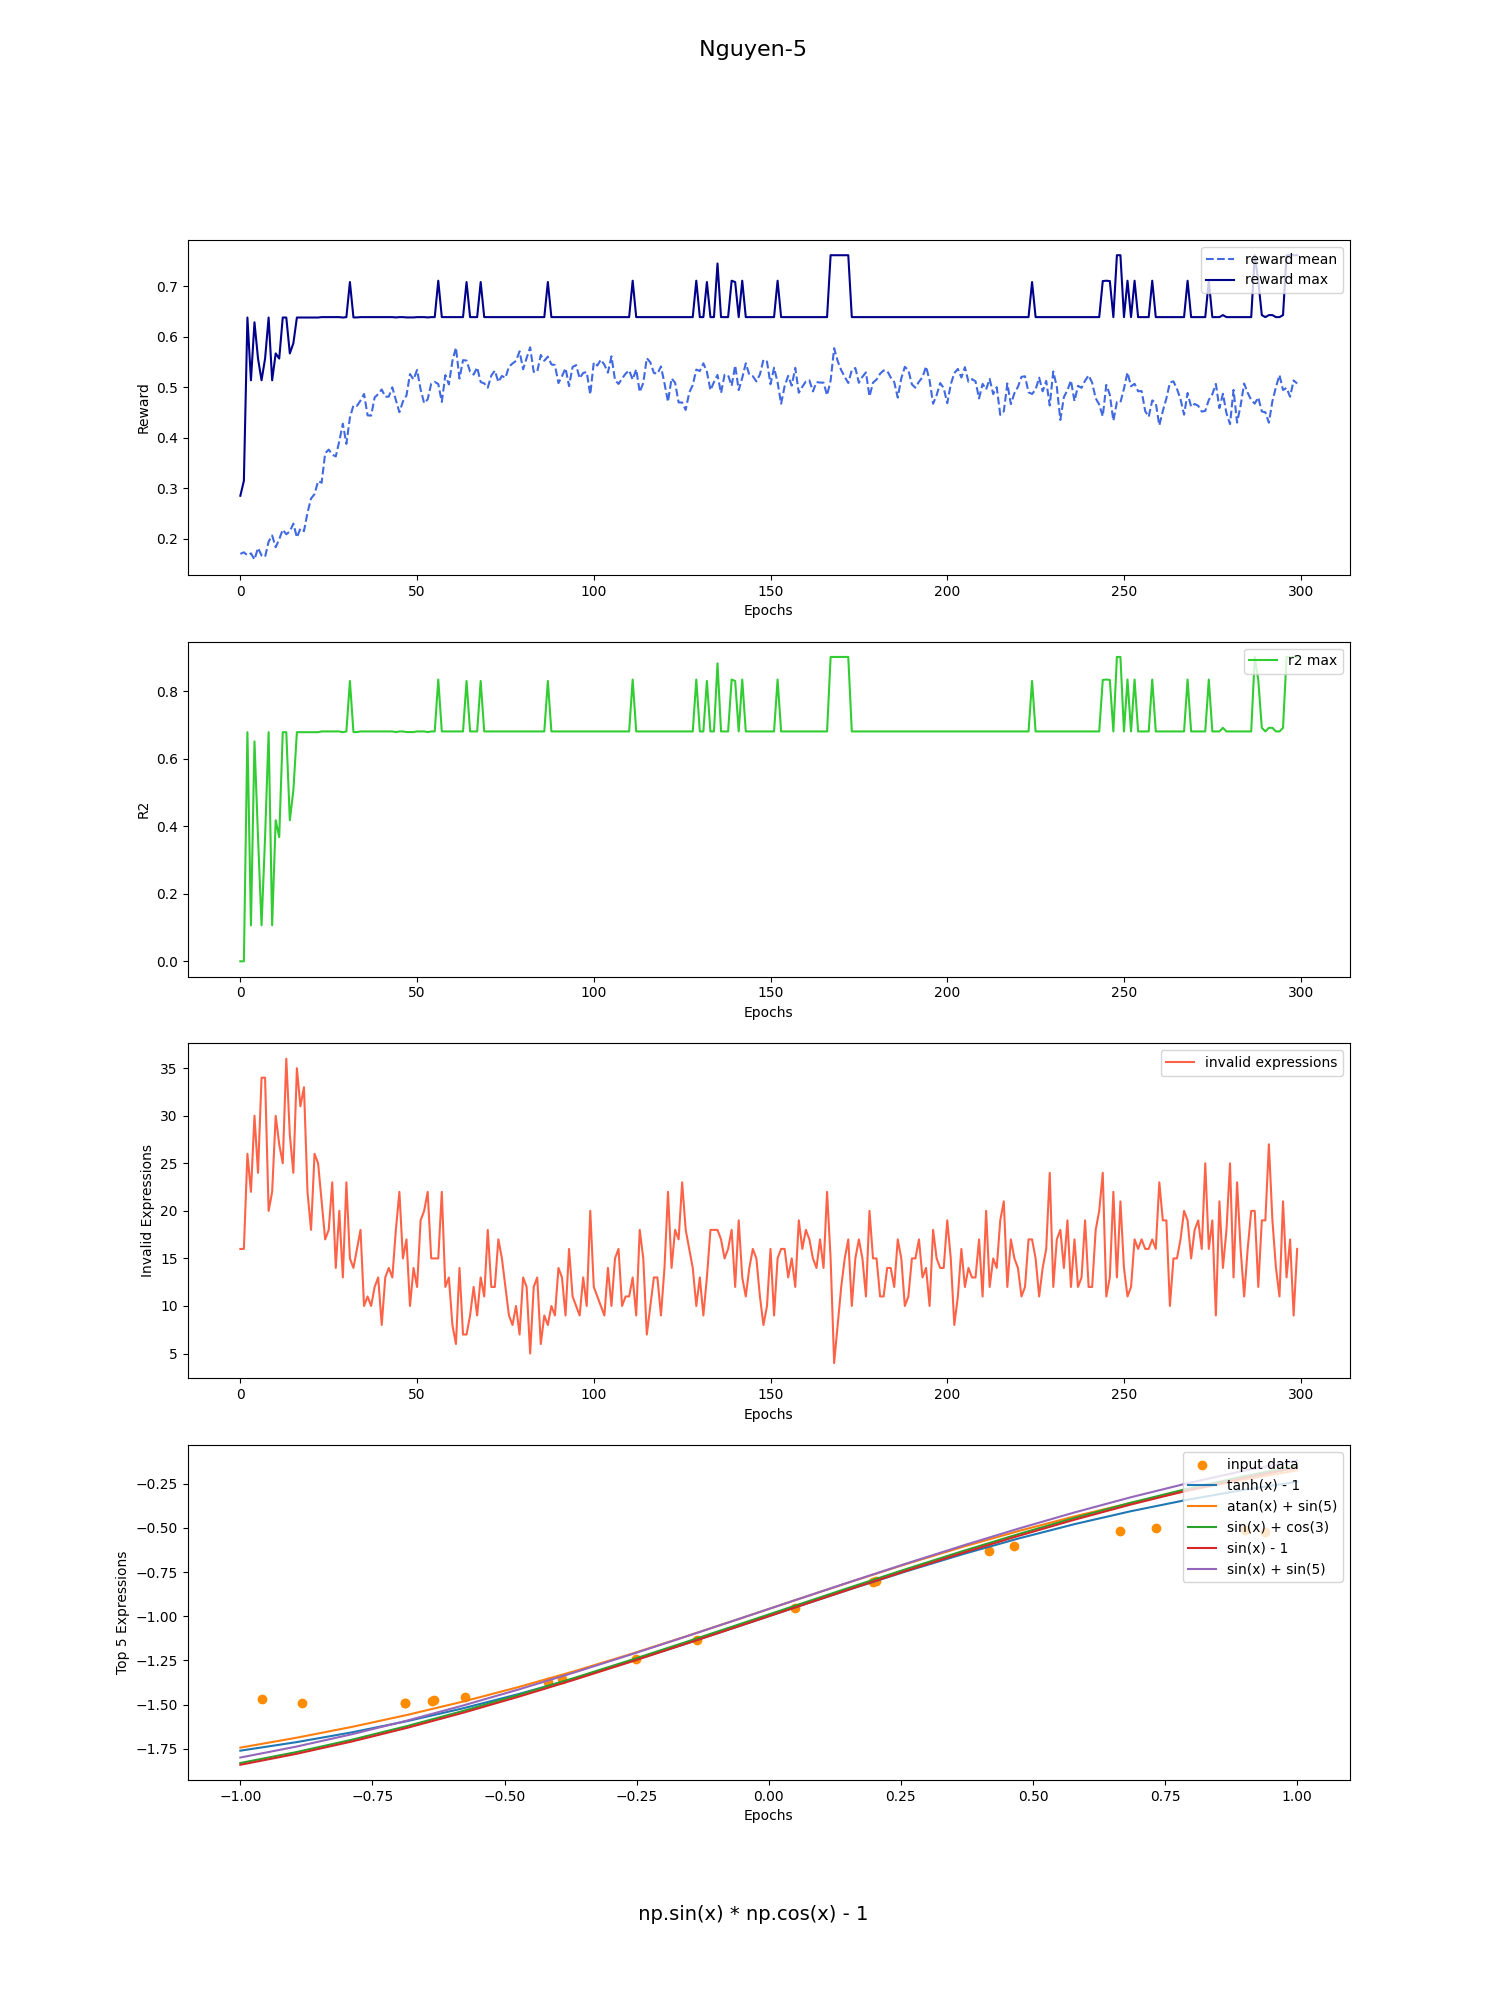 Nguyen-5
reward mean
reward max
0.7
0.6
0.5
0.4
0.3
0.2
Reward
0 50 100 150 200 250 300
Epochs
r2 max
0.8
0.6
0.4
0.2
0.0
R2
0 50 100 150 200 250 300
Epochs
invalid expressions
35
30
25
20
15
10
5
Invalid Expressions
0 50 100 150 200 250 300
Epochs
input data
tanh(x) - 1
atan(x) + sin(5)
sin(x) + cos(3)
sin(x) - 1
sin(x) + sin(5)
−0.25
−0.50
−0.75
−1.00
−1.25
−1.50
−1.75
Top 5 Expressions
−1.00 −0.75 −0.50 −0.25 0.00 0.25 0.50 0.75 1.00
Epochs
np.sin(x) * np.cos(x) - 1